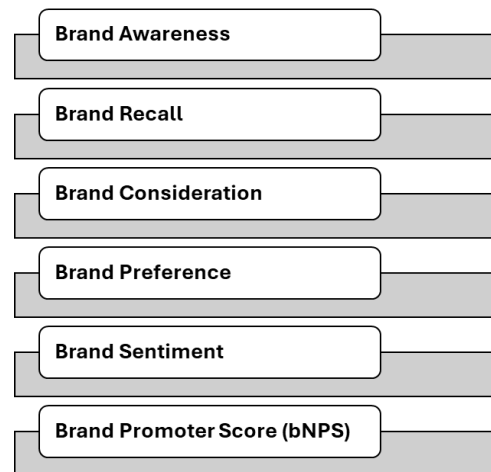 Brand Awareness
Brand Recall
Brand Consideration
Brand Preference
Brand Sentiment
Brand Promoter Score (bNPS)